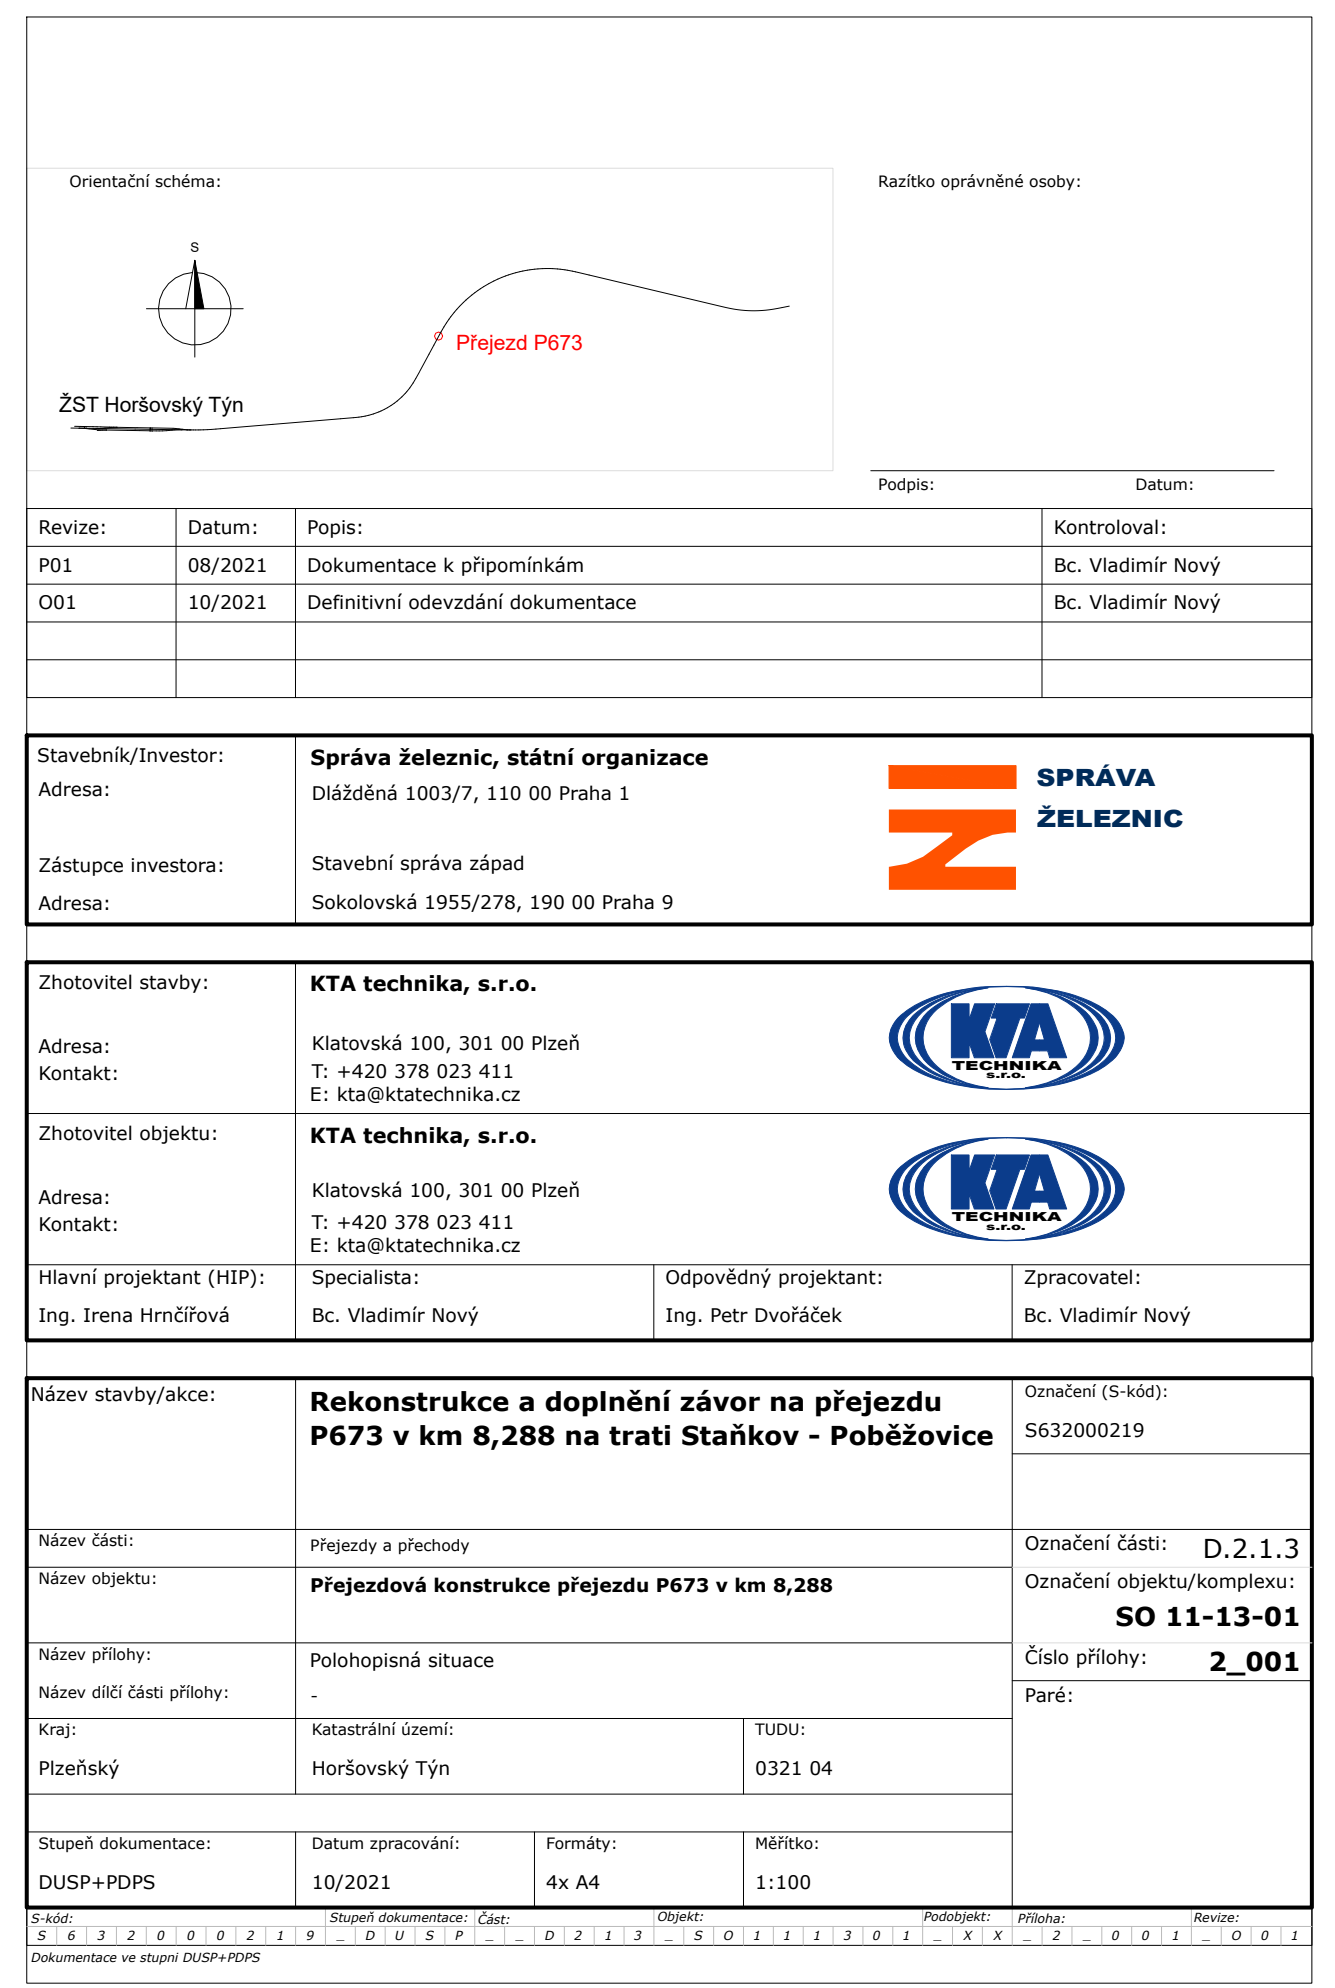 Orientační schéma:
Razítko oprávněné osoby:
S
Přejezd P673
ŽST Horšovský Týn
Podpis: Datum:
Revize: Datum: Popis: Kontroloval:
P01 08/2021 Dokumentace k připomínkám Bc. Vladimír Nový
O01 10/2021 Definitivní odevzdání dokumentace Bc. Vladimír Nový
Stavebník/Investor: Správa železnic, státní organizace
Adresa: Dlážděná 1003/7, 110 00 Praha 1
SPRÁVA
ŽELEZNIC
Zástupce investora: Stavební správa západ
Adresa: Sokolovská 1955/278, 190 00 Praha 9
Zhotovitel stavby: KTA technika, s.r.o.
Adresa: Klatovská 100, 301 00 Plzeň
Kontakt: T: +420 378 023 411
E: kta@ktatechnika.cz
KTA
TECHNIKA
s.r.o.
Zhotovitel objektu: KTA technika, s.r.o.
Adresa: Klatovská 100, 301 00 Plzeň
Kontakt: T: +420 378 023 411
E: kta@ktatechnika.cz
KTA
TECHNIKA
s.r.o.
Hlavní projektant (HIP): Specialista: Odpovědný projektant: Zpracovatel:
Ing. Irena Hrnčířová Bc. Vladimír Nový Ing. Petr Dvořáček Bc. Vladimír Nový
Název stavby/akce: Rekonstrukce a doplnění závor na přejezdu
P673 v km 8,288 na trati Staňkov - Poběžovice
Označení (S-kód):
S632000219
Název části: Přejezdy a přechody Označení části: D.2.1.3
Název objektu: Přejezdová konstrukce přejezdu P673 v km 8,288 Označení objektu/komplexu:
SO 11-13-01
Název přílohy: Polohopisná situace Číslo přílohy: 2_001
Název dílčí části přílohy: - Paré:
Kraj: Katastrální území: TUDU:
Plzeňský Horšovský Týn 0321 04
Stupeň dokumentace: Datum zpracování: Formáty: Měřítko:
DUSP+PDPS 10/2021 4x A4 1:100
S-kód: Stupeň dokumentace: Část: Objekt: Podobjekt: Příloha: Revize:
S 6 3 2 0 0 0 2 1 9 _ D U S P _ _ D 2 1 3 _ S O 1 1 1 3 0 1 _ X X _ 2 _ 0 0 1 _ O 0 1
Dokumentace ve stupni DUSP+PDPS